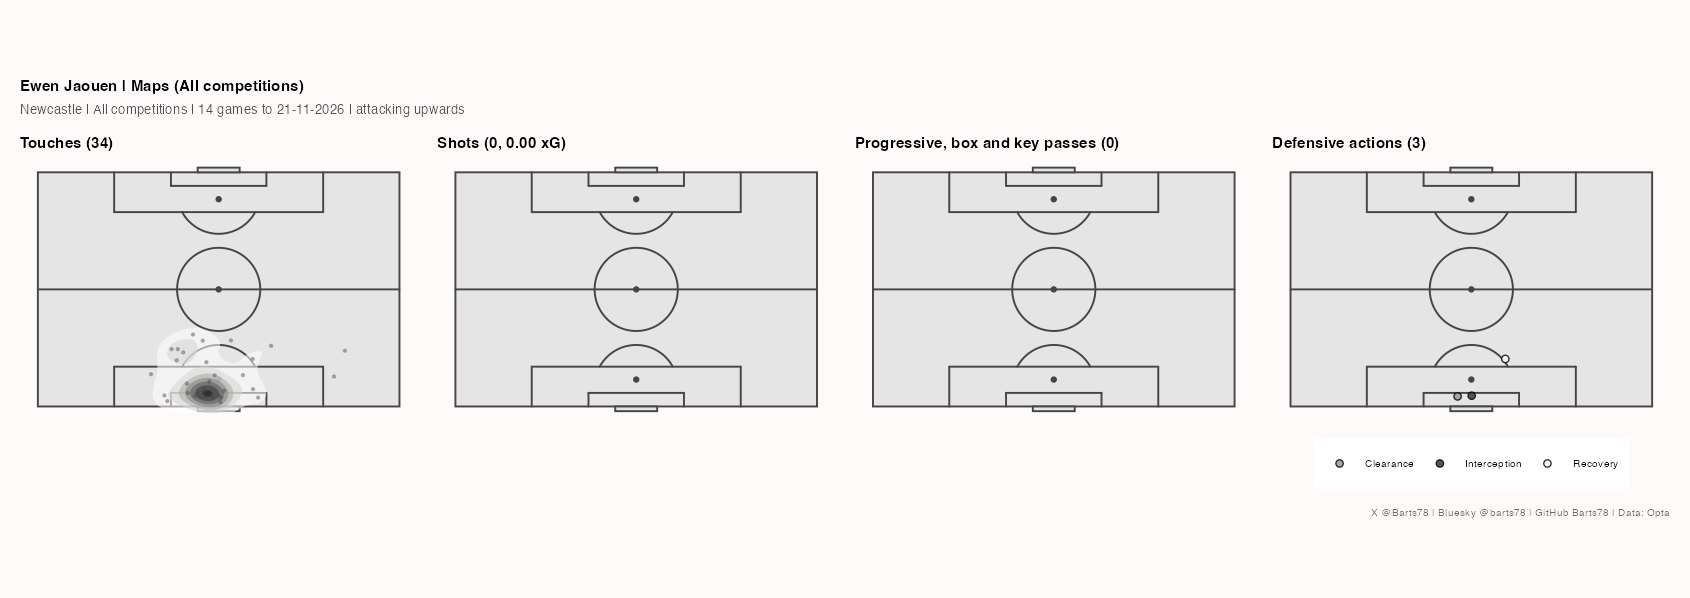 Ewen Jaouen | Maps (All competitions)
Newcastle | All competitions | 14 games to 21-11-2026 | attacking upwards
Touches (34)
Shots (0, 0.00 xG)
Progressive, box and key passes (0)
Defensive actions (3)
Clearance
Interception
Recovery
X @Barts78 | Bluesky @barts78 | GitHub Barts78 | Data: Opta